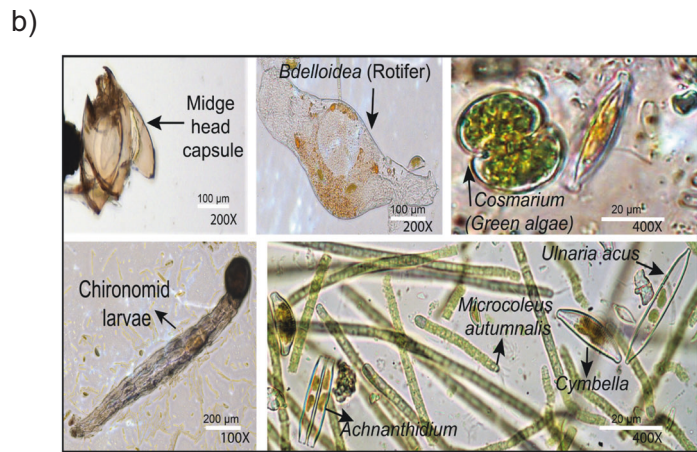 b)
Midge
head
capsule
100 µm
200X
Bdelloidea (Rotifer)
100 µm
200X
Cosmarium
(Green algae)
20 µm
400X
Chironomid
larvae
200 µm
100X
Ulnaria acus
Microcoleus
autumnalis
Cymbella
Achnanthidium
20 µm
400X